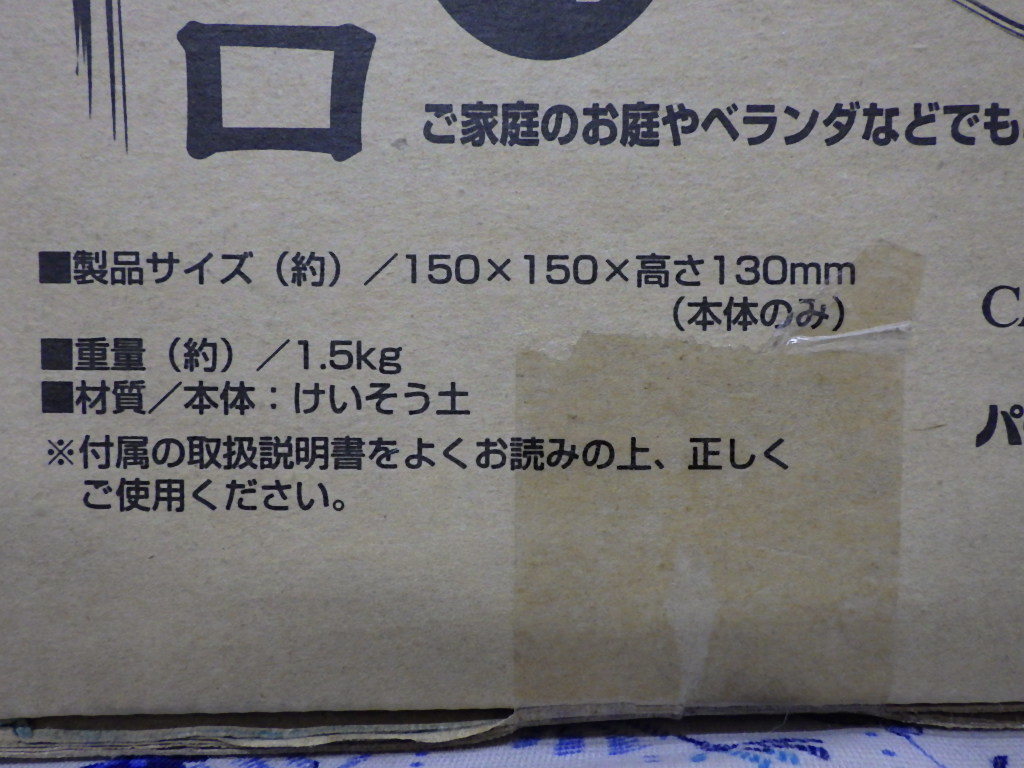 ロ
ご家庭のお庭やベランダなどでも
■製品サイズ（約）／150×150×高さ130mm
（本体のみ）
■重量（約）／1.5kg
■材質／本体：けいそう土
※付属の取扱説明書をよくお読みの上、正しく
ご使用ください。